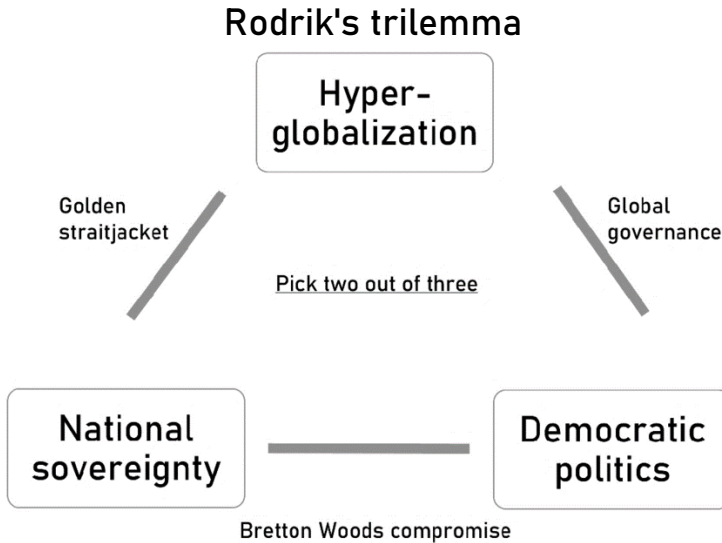 Rodrik's trilemma
Hyper-
globalization
Golden
straitjacket
Global
governance
Pick two out of three
National
sovereignty
Democratic
politics
Bretton Woods compromise